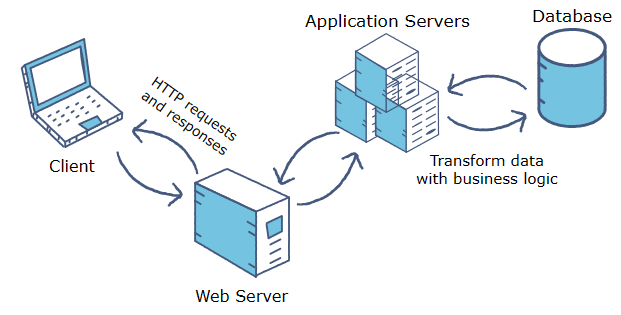 Database
Application Servers
HTTP requests
and responses
Client
Transform data
with business logic
Web Server